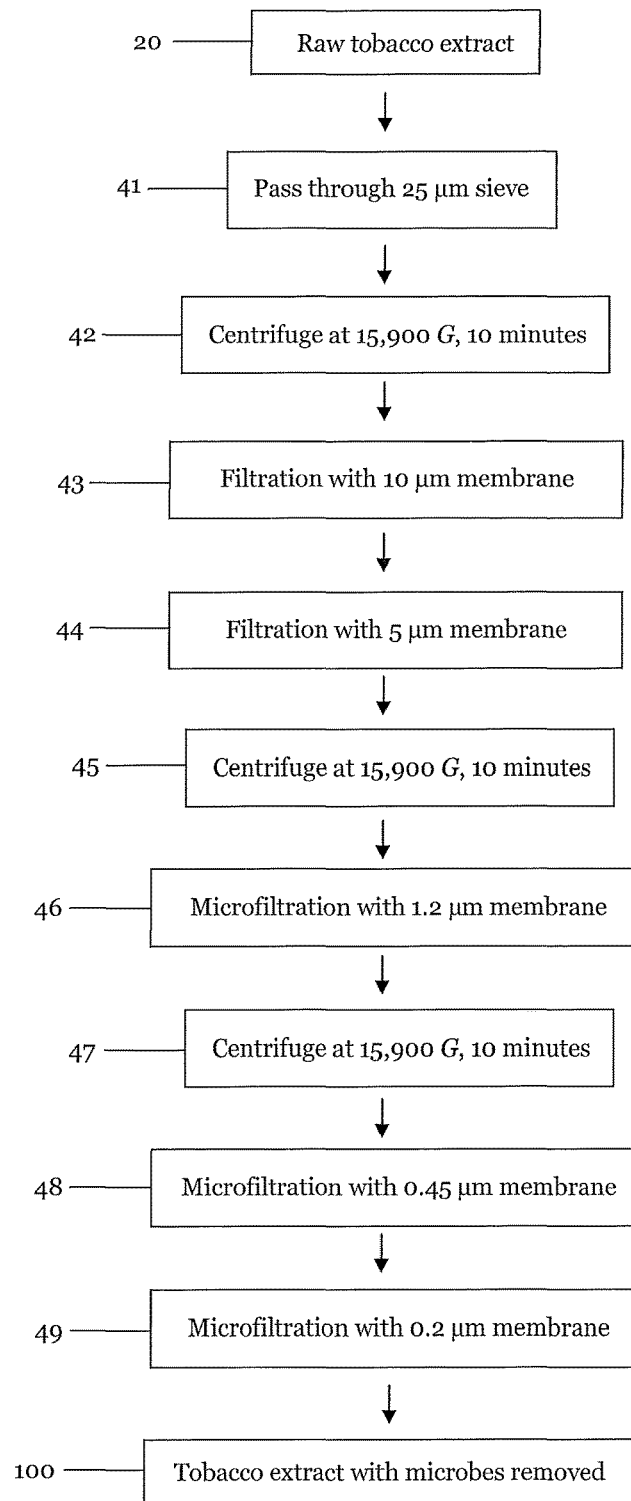 20 Raw tobacco extract
41 Pass through 25 µm sieve
42 Centrifuge at 15,900 G, 10 minutes
43 Filtration with 10 µm membrane
44 Filtration with 5 µm membrane
45 Centrifuge at 15,900 G, 10 minutes
46 Microfiltration with 1.2 µm membrane
47 Centrifuge at 15,900 G, 10 minutes
48 Microfiltration with 0.45 µm membrane
49 Microfiltration with 0.2 µm membrane
100 Tobacco extract with microbes removed